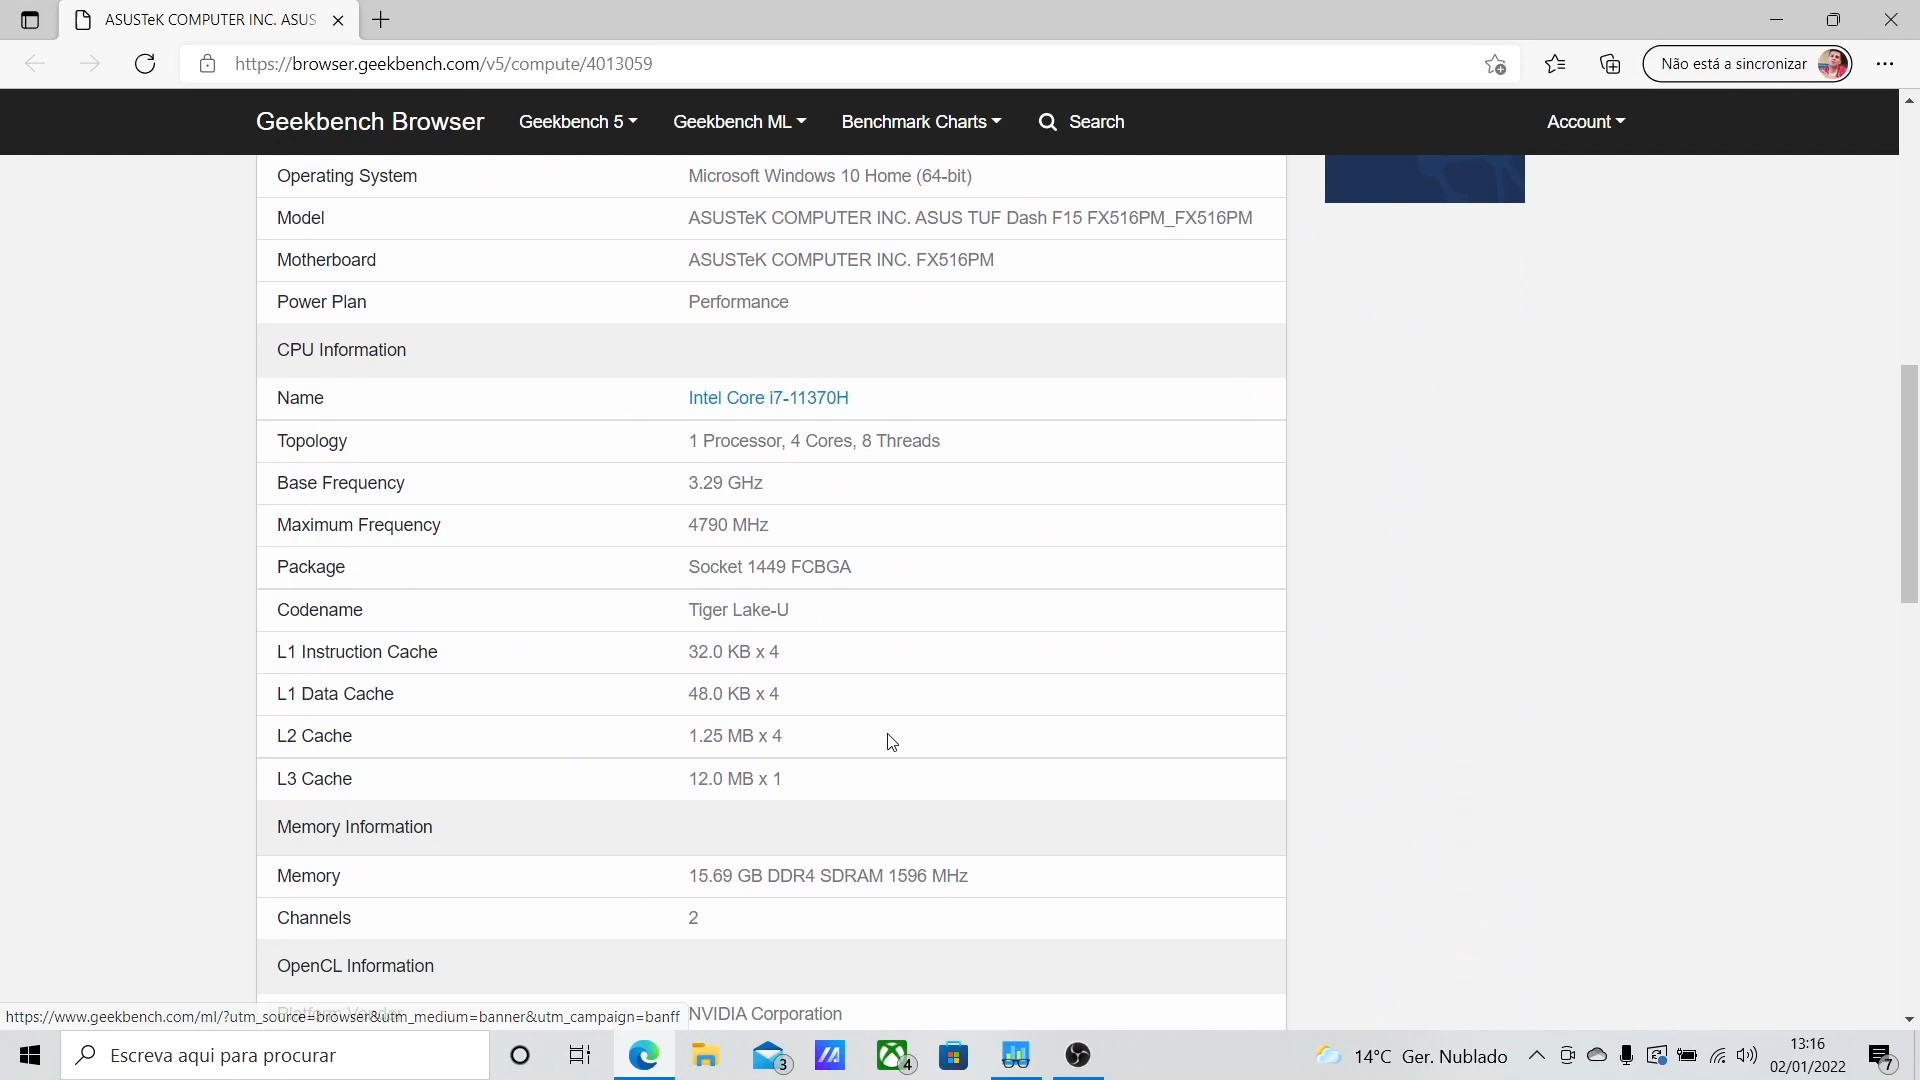 ASUSTeK COMPUTER INC. ASUS
https://browser.geekbench.com/v5/compute/4013059
Não está a sincronizar
Geekbench Browser
Geekbench 5
Geekbench ML
Benchmark Charts
Search
Account
Operating System Microsoft Windows 10 Home (64-bit)
Model ASUSTeK COMPUTER INC. ASUS TUF Dash F15 FX516PM_FX516PM
Motherboard ASUSTeK COMPUTER INC. FX516PM
Power Plan Performance
CPU Information
Name Intel Core i7-11370H
Topology 1 Processor, 4 Cores, 8 Threads
Base Frequency 3.29 GHz
Maximum Frequency 4790 MHz
Package Socket 1449 FCBGA
Codename Tiger Lake-U
L1 Instruction Cache 32.0 KB x 4
L1 Data Cache 48.0 KB x 4
L2 Cache 1.25 MB x 4
L3 Cache 12.0 MB x 1
Memory Information
Memory 15.69 GB DDR4 SDRAM 1596 MHz
Channels 2
OpenCL Information
Platform Vendor NVIDIA Corporation
https://www.geekbench.com/ml/?utm_source=browser&utm_medium=banner&utm_campaign=banff
Escreva aqui para procurar
3
4
14°C Ger. Nublado
13:16
02/01/2022
7